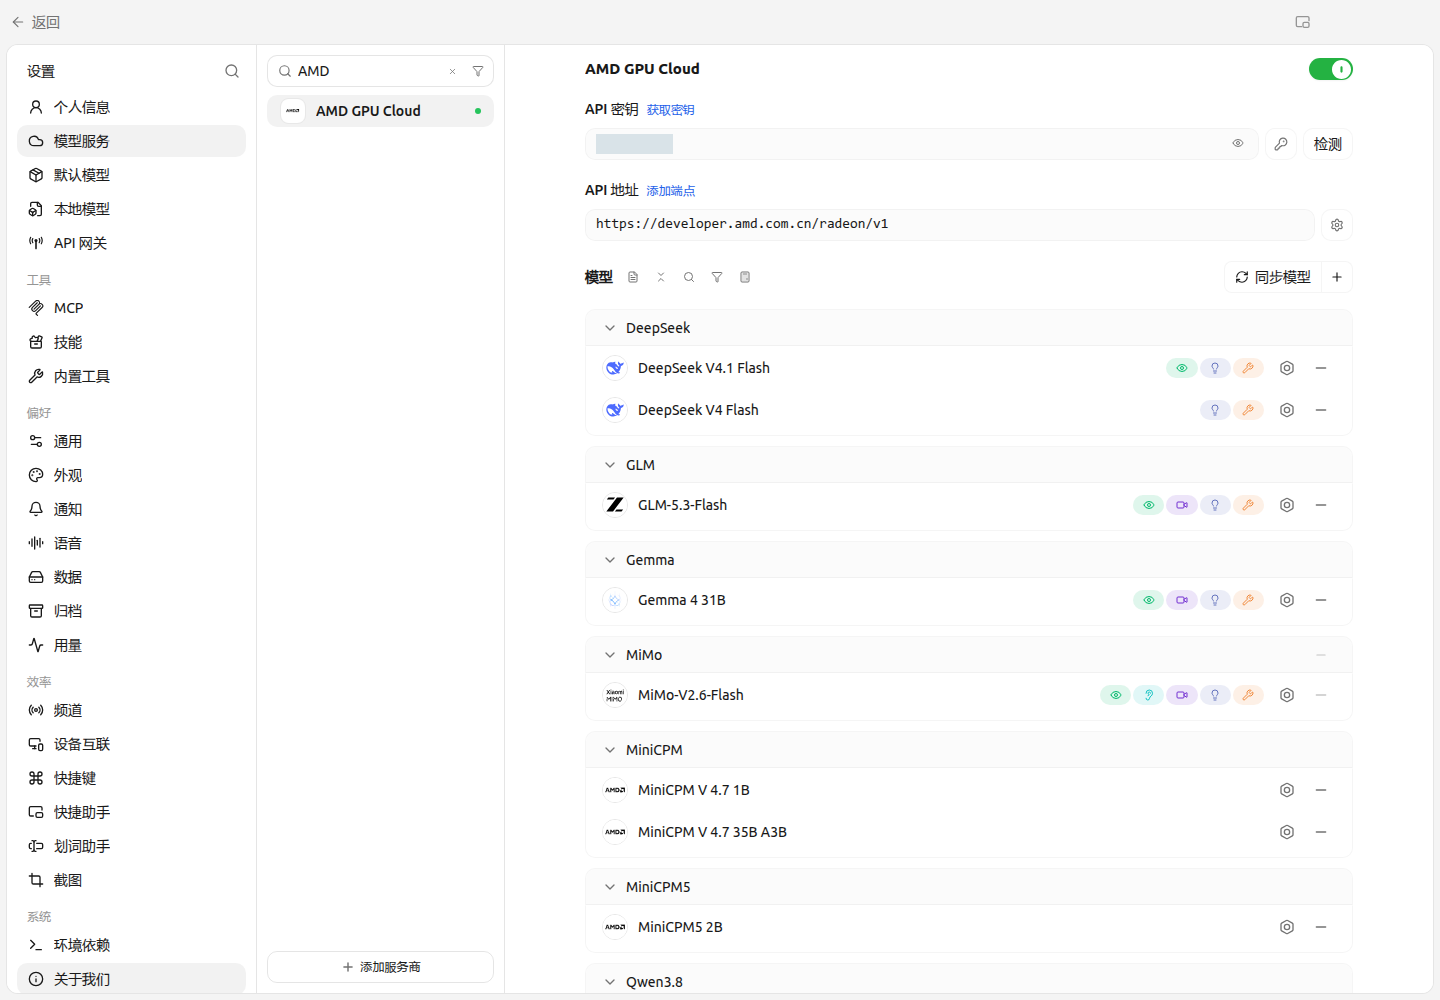 返回
设置
个人信息
模型服务
默认模型
本地模型
API 网关
工具
MCP
技能
内置工具
偏好
通用
外观
通知
语音
数据
归档
用量
效率
频道
设备互联
快捷键
快捷助手
划词助手
截图
系统
环境依赖
关于我们
AMD
AMD GPU Cloud
添加服务商
AMD GPU Cloud
API 密钥 获取密钥
检测
API 地址 添加端点
https://developer.amd.com.cn/radeon/v1
模型
同步模型
DeepSeek
DeepSeek V4.1 Flash
DeepSeek V4 Flash
GLM
GLM-5.3-Flash
Gemma
Gemma 4 31B
MiMo
Xiaomi
MiMO
MiMo-V2.6-Flash
MiniCPM
AMD
MiniCPM V 4.7 1B
AMD
MiniCPM V 4.7 35B A3B
MiniCPM5
AMD
MiniCPM5 2B
Qwen3.8